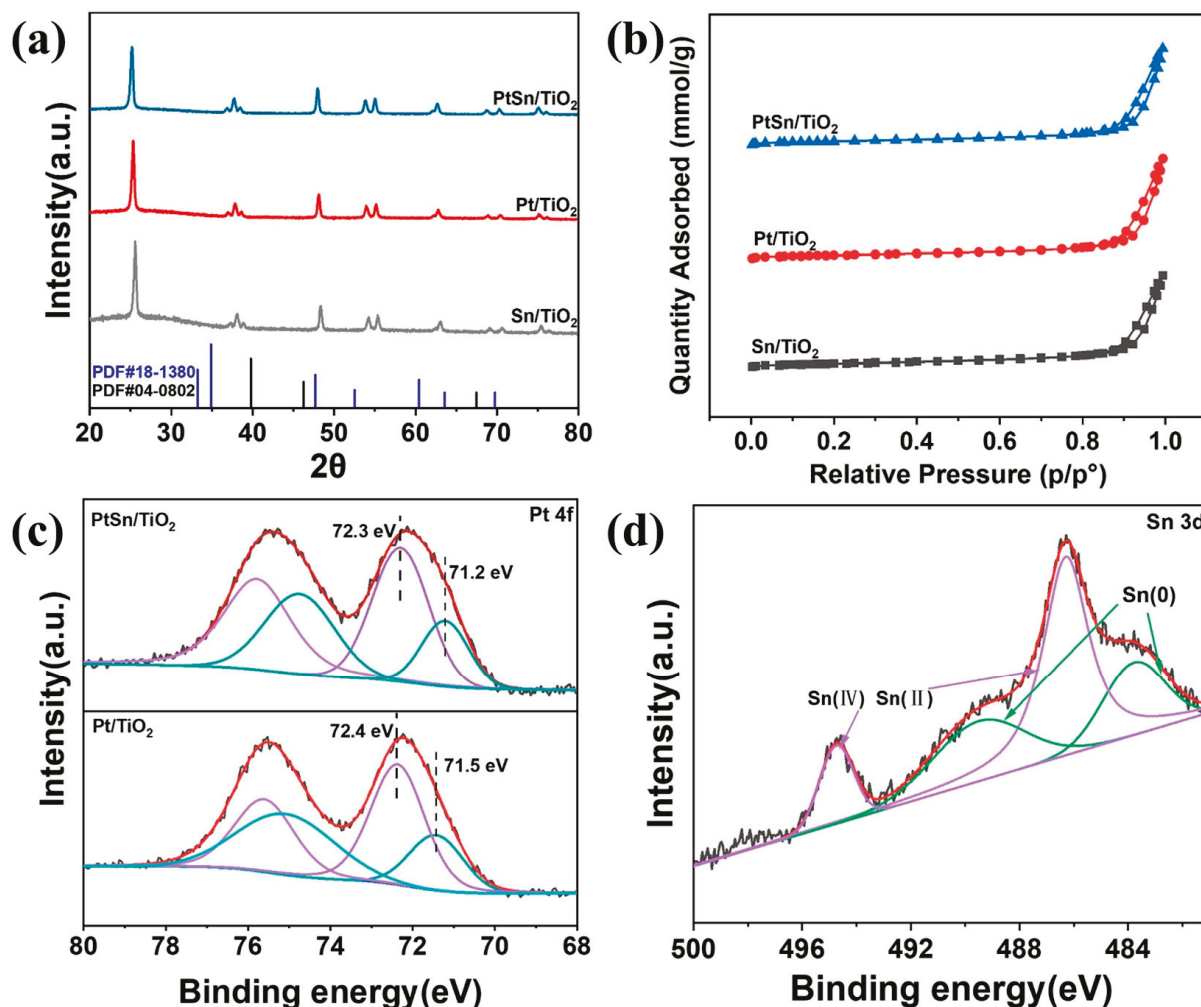 (a)
Intensity(a.u.)
PtSn/TiO₂
Pt/TiO₂
Sn/TiO₂
PDF#18-1380
PDF#04-0802
20 30 40 50 60 70 80
2θ
(b)
Quantity Adsorbed (mmol/g)
PtSn/TiO₂
Pt/TiO₂
Sn/TiO₂
0.0 0.2 0.4 0.6 0.8 1.0
Relative Pressure (p/p°)
(c)
Intensity(a.u.)
PtSn/TiO₂
Pt 4f
72.3 eV
71.2 eV
Intensity(a.u.)
Pt/TiO₂
72.4 eV
71.5 eV
80 78 76 74 72 70 68
Binding energy(eV)
(d)
Intensity(a.u.)
Sn 3d
Sn(0)
Sn(Ⅳ) Sn(Ⅱ)
500 496 492 488 484
Binding energy(eV)